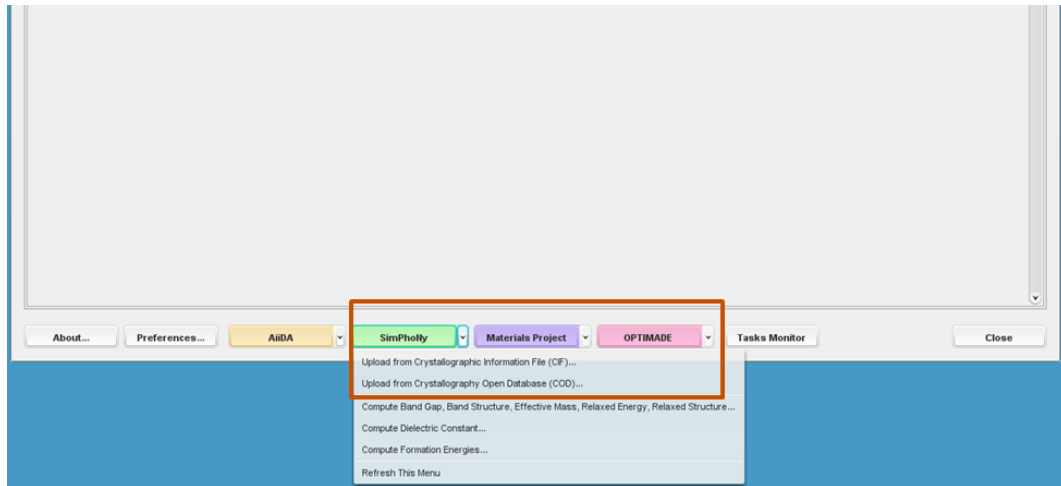 About... Preferences... AiiDA SimPhoNy Materials Project OPTIMADE Tasks Monitor Close
Upload from Crystallographic Information File (CIF)...
Upload from Crystallography Open Database (COD)...
Compute Band Gap, Band Structure, Effective Mass, Relaxed Energy, Relaxed Structure...
Compute Dielectric Constant...
Compute Formation Energies...
Refresh This Menu